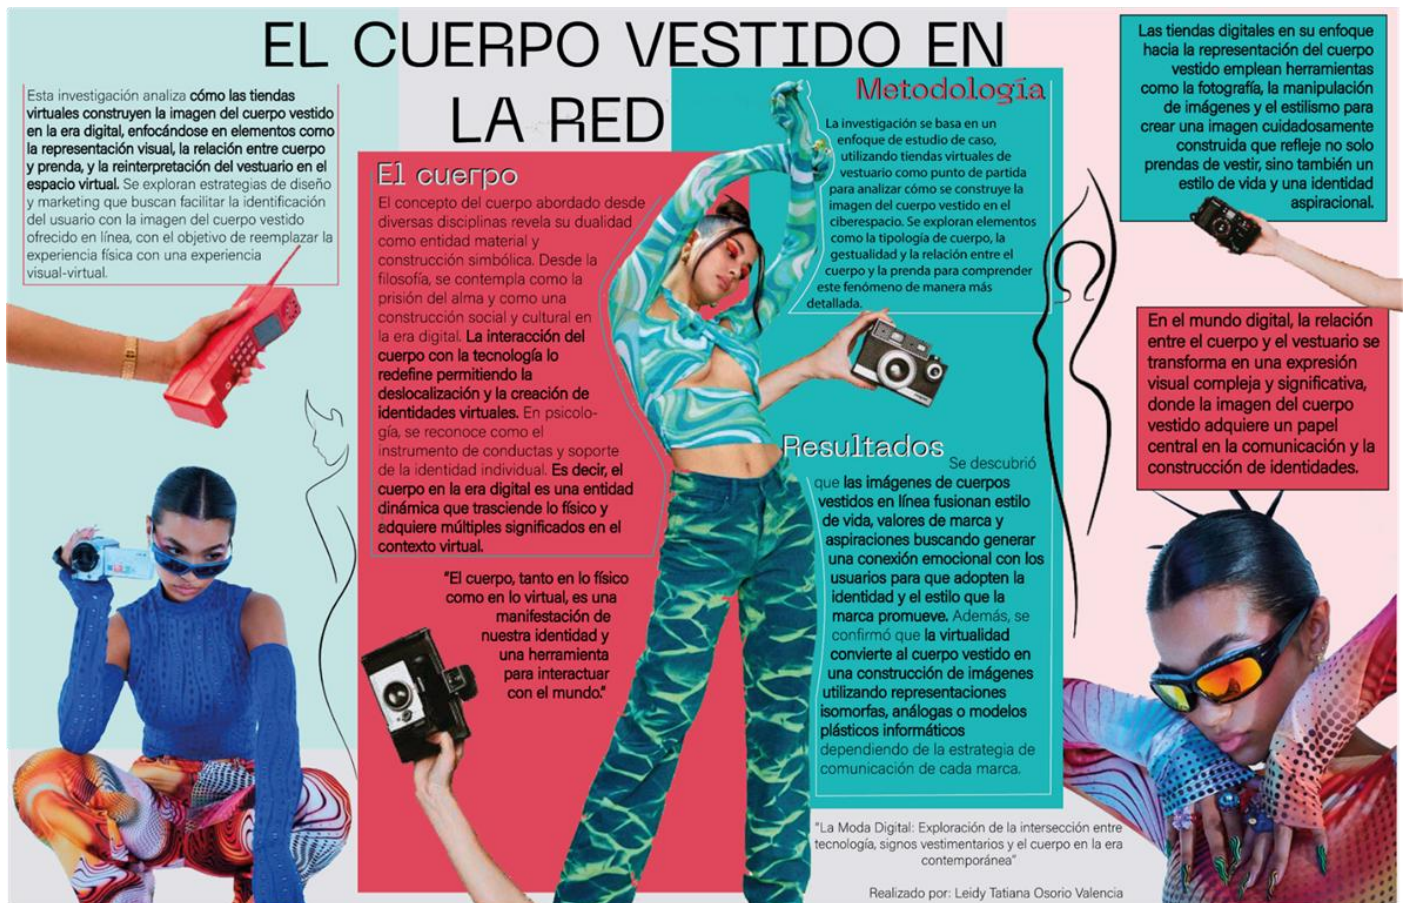 EL CUERPO VESTIDO EN
LA RED
Esta investigación analiza cómo las tiendas
virtuales construyen la imagen del cuerpo vestido
en la era digital, enfocándose en elementos como
la representación visual, la relación entre cuerpo
y prenda, y la reinterpretación del vestuario en el
espacio virtual. Se exploran estrategias de diseño
y marketing que buscan facilitar la identificación
del usuario con la imagen del cuerpo vestido
ofrecido en línea, con el objetivo de reemplazar la
experiencia física con una experiencia
visual-virtual.
El cuerpo
El concepto del cuerpo abordado desde
diversas disciplinas revela su dualidad
como entidad material y
construcción simbólica. Desde la
filosofía, se contempla como la
prisión del alma y como una
construcción social y cultural en
la era digital. La interacción del
cuerpo con la tecnología lo
redefine permitiendo la
deslocalización y la creación de
identidades virtuales. En psicolo-
gía, se reconoce como el
instrumento de conductas y soporte
de la identidad individual. Es decir, el
cuerpo en la era digital es una entidad
dinámica que trasciende lo físico y
adquiere múltiples significados en el
contexto virtual.
"El cuerpo, tanto en lo físico
como en lo virtual, es una
manifestación de
nuestra identidad y
una herramienta
para interactuar
con el mundo."
Metodología
La investigación se basa en un
enfoque de estudio de caso,
utilizando tiendas virtuales de
vestuario como punto de partida
para analizar cómo se construye la
imagen del cuerpo vestido en el
ciberespacio. Se exploran elementos
como la tipología de cuerpo, la
gestualidad y la relación entre el
cuerpo y la prenda para comprender
este fenómeno de manera más
detallada.
Resultados
Se descubrió
que las imágenes de cuerpos
vestidos en línea fusionan estilo
de vida, valores de marca y
aspiraciones buscando generar
una conexión emocional con los
usuarios para que adopten la
identidad y el estilo que la
marca promueve. Además, se
confirmó que la virtualidad
convierte al cuerpo vestido en
una construcción de imágenes
utilizando representaciones
isomorfas, análogas o modelos
plásticos informáticos
dependiendo de la estrategia de
comunicación de cada marca.
Las tiendas digitales en su enfoque
hacia la representación del cuerpo
vestido emplean herramientas
como la fotografía, la manipulación
de imágenes y el estilismo para
crear una imagen cuidadosamente
construida que refleje no solo
prendas de vestir, sino también un
estilo de vida y una identidad
aspiracional.
En el mundo digital, la relación
entre el cuerpo y el vestuario se
transforma en una expresión
visual compleja y significativa,
donde la imagen del cuerpo
vestido adquiere un papel
central en la comunicación y la
construcción de identidades.
"La Moda Digital: Exploración de la intersección entre
tecnología, signos vestimentarios y el cuerpo en la era
contemporánea"
Realizado por: Leidy Tatiana Osorio Valencia